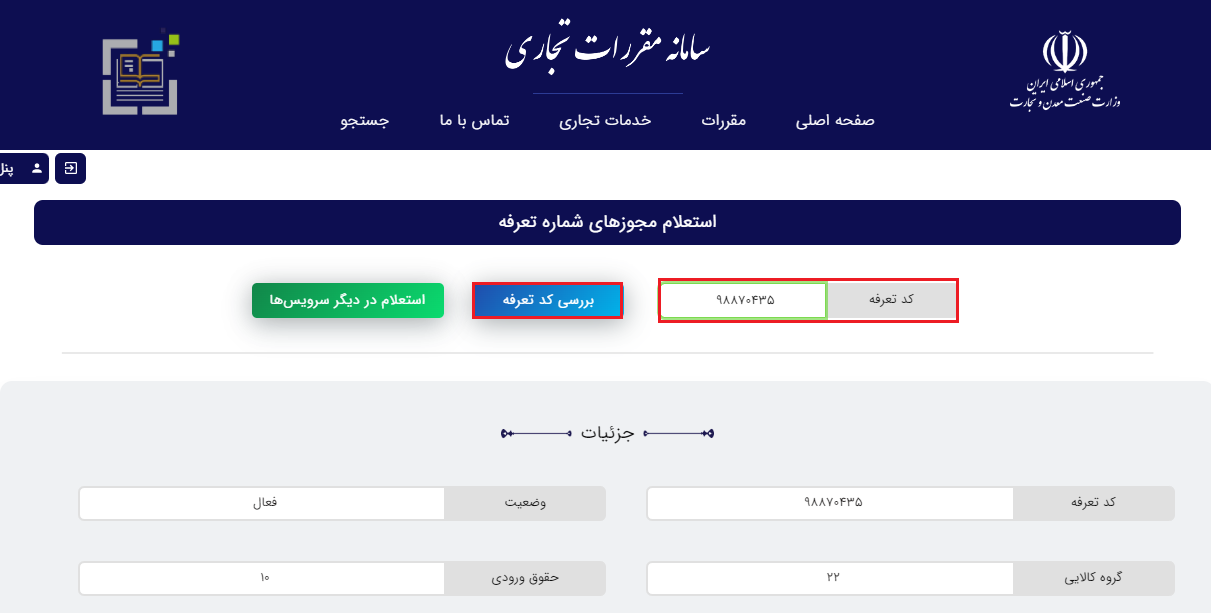 سامانه مقررات تجاری
جمهوری اسلامی ایران
وزارت صنعت معدن و تجارت
صفحه اصلی
مقررات
خدمات تجاری
تماس با ما
جستجو
پنل
استعلام مجوزهای شماره تعرفه
کد تعرفه
۹۸۸۷۰۴۳۵
بررسی کد تعرفه
استعلام در دیگر سرویس‌ها
جزئیات
کد تعرفه
۹۸۸۷۰۴۳۵
وضعیت
فعال
گروه کالایی
۲۲
حقوق ورودی
۱۰